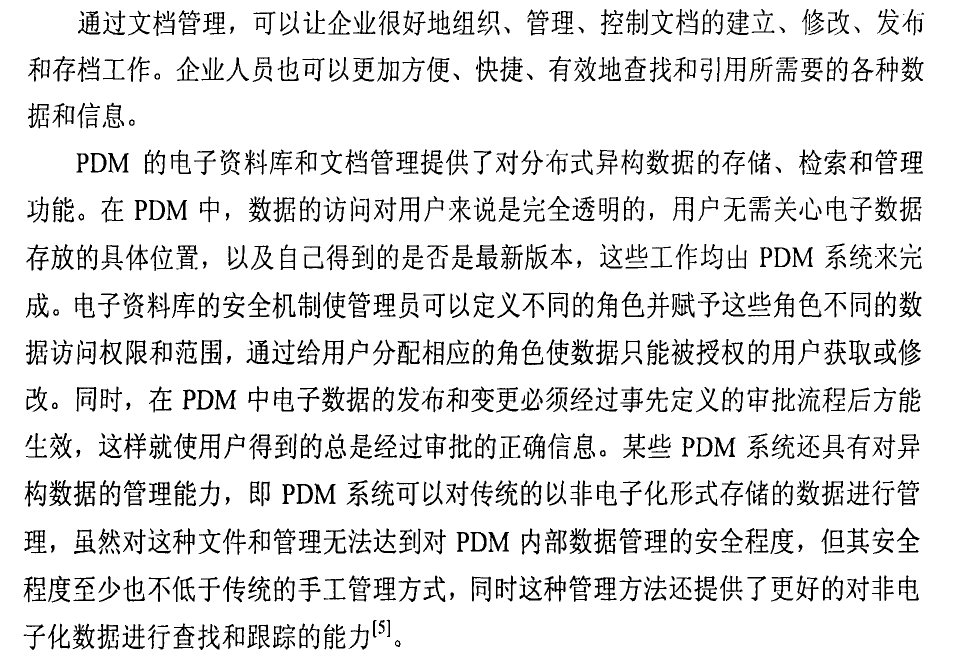 通过文档管理，可以让企业很好地组织、管理、控制文档的建立、修改、发布
和存档工作。企业人员也可以更加方便、快捷、有效地查找和引用所需要的各种数
据和信息。
PDM 的电子资料库和文档管理提供了对分布式异构数据的存储、检索和管理
功能。在 PDM 中，数据的访问对用户来说是完全透明的，用户无需关心电子数据
存放的具体位置，以及自己得到的是否是最新版本，这些工作均由 PDM 系统来完
成。电子资料库的安全机制使管理员可以定义不同的角色并赋予这些角色不同的数
据访问权限和范围，通过给用户分配相应的角色使数据只能被授权的用户获取或修
改。同时，在 PDM 中电子数据的发布和变更必须经过事先定义的审批流程后方能
生效，这样就使用户得到的总是经过审批的正确信息。某些 PDM 系统还具有对异
构数据的管理能力，即 PDM 系统可以对传统的以非电子化形式存储的数据进行管
理，虽然对这种文件和管理无法达到对 PDM 内部数据管理的安全程度，但其安全
程度至少也不低于传统的手工管理方式，同时这种管理方法还提供了更好的对非电
子化数据进行查找和跟踪的能力[5]。